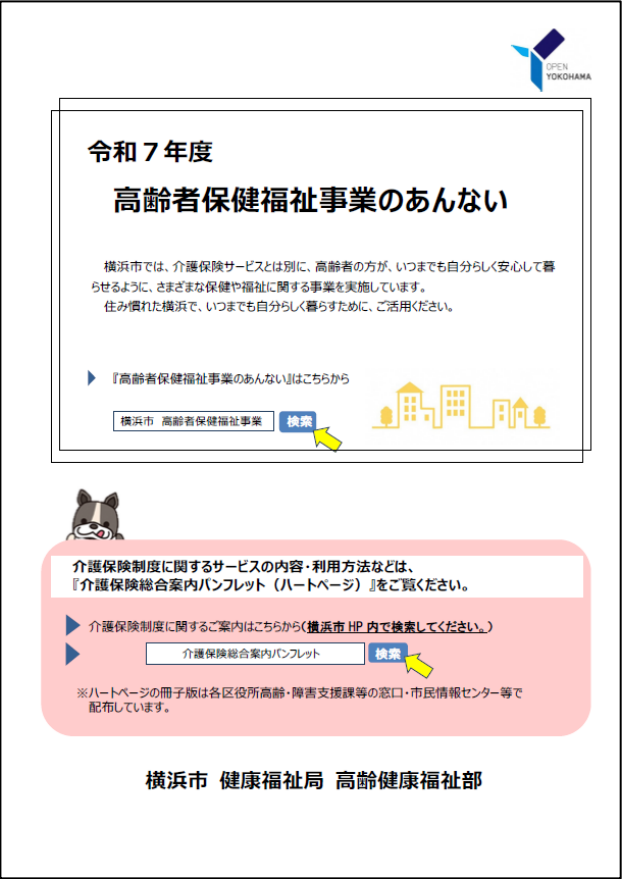 OPEN
YOKOHAMA
令和７年度
高齢者保健福祉事業のあんない
横浜市では、介護保険サービスとは別に、高齢者の方が、いつまでも自分らしく安心して暮
らせるように、さまざまな保健や福祉に関する事業を実施しています。
住み慣れた横浜で、いつまでも自分らしく暮らすために、ご活用ください。
『高齢者保健福祉事業のあんない』はこちらから
横浜市 高齢者保健福祉事業 検索
介護保険制度に関するサービスの内容・利用方法などは、
『介護保険総合案内パンフレット（ハートページ）』をご覧ください。
介護保険制度に関するご案内はこちらから(横浜市 HP 内で検索してください。)
介護保険総合案内パンフレット 検索
※ハートページの冊子版は各区役所高齢・障害支援課等の窓口・市民情報センター等で
配布しています。
横浜市 健康福祉局 高齢健康福祉部